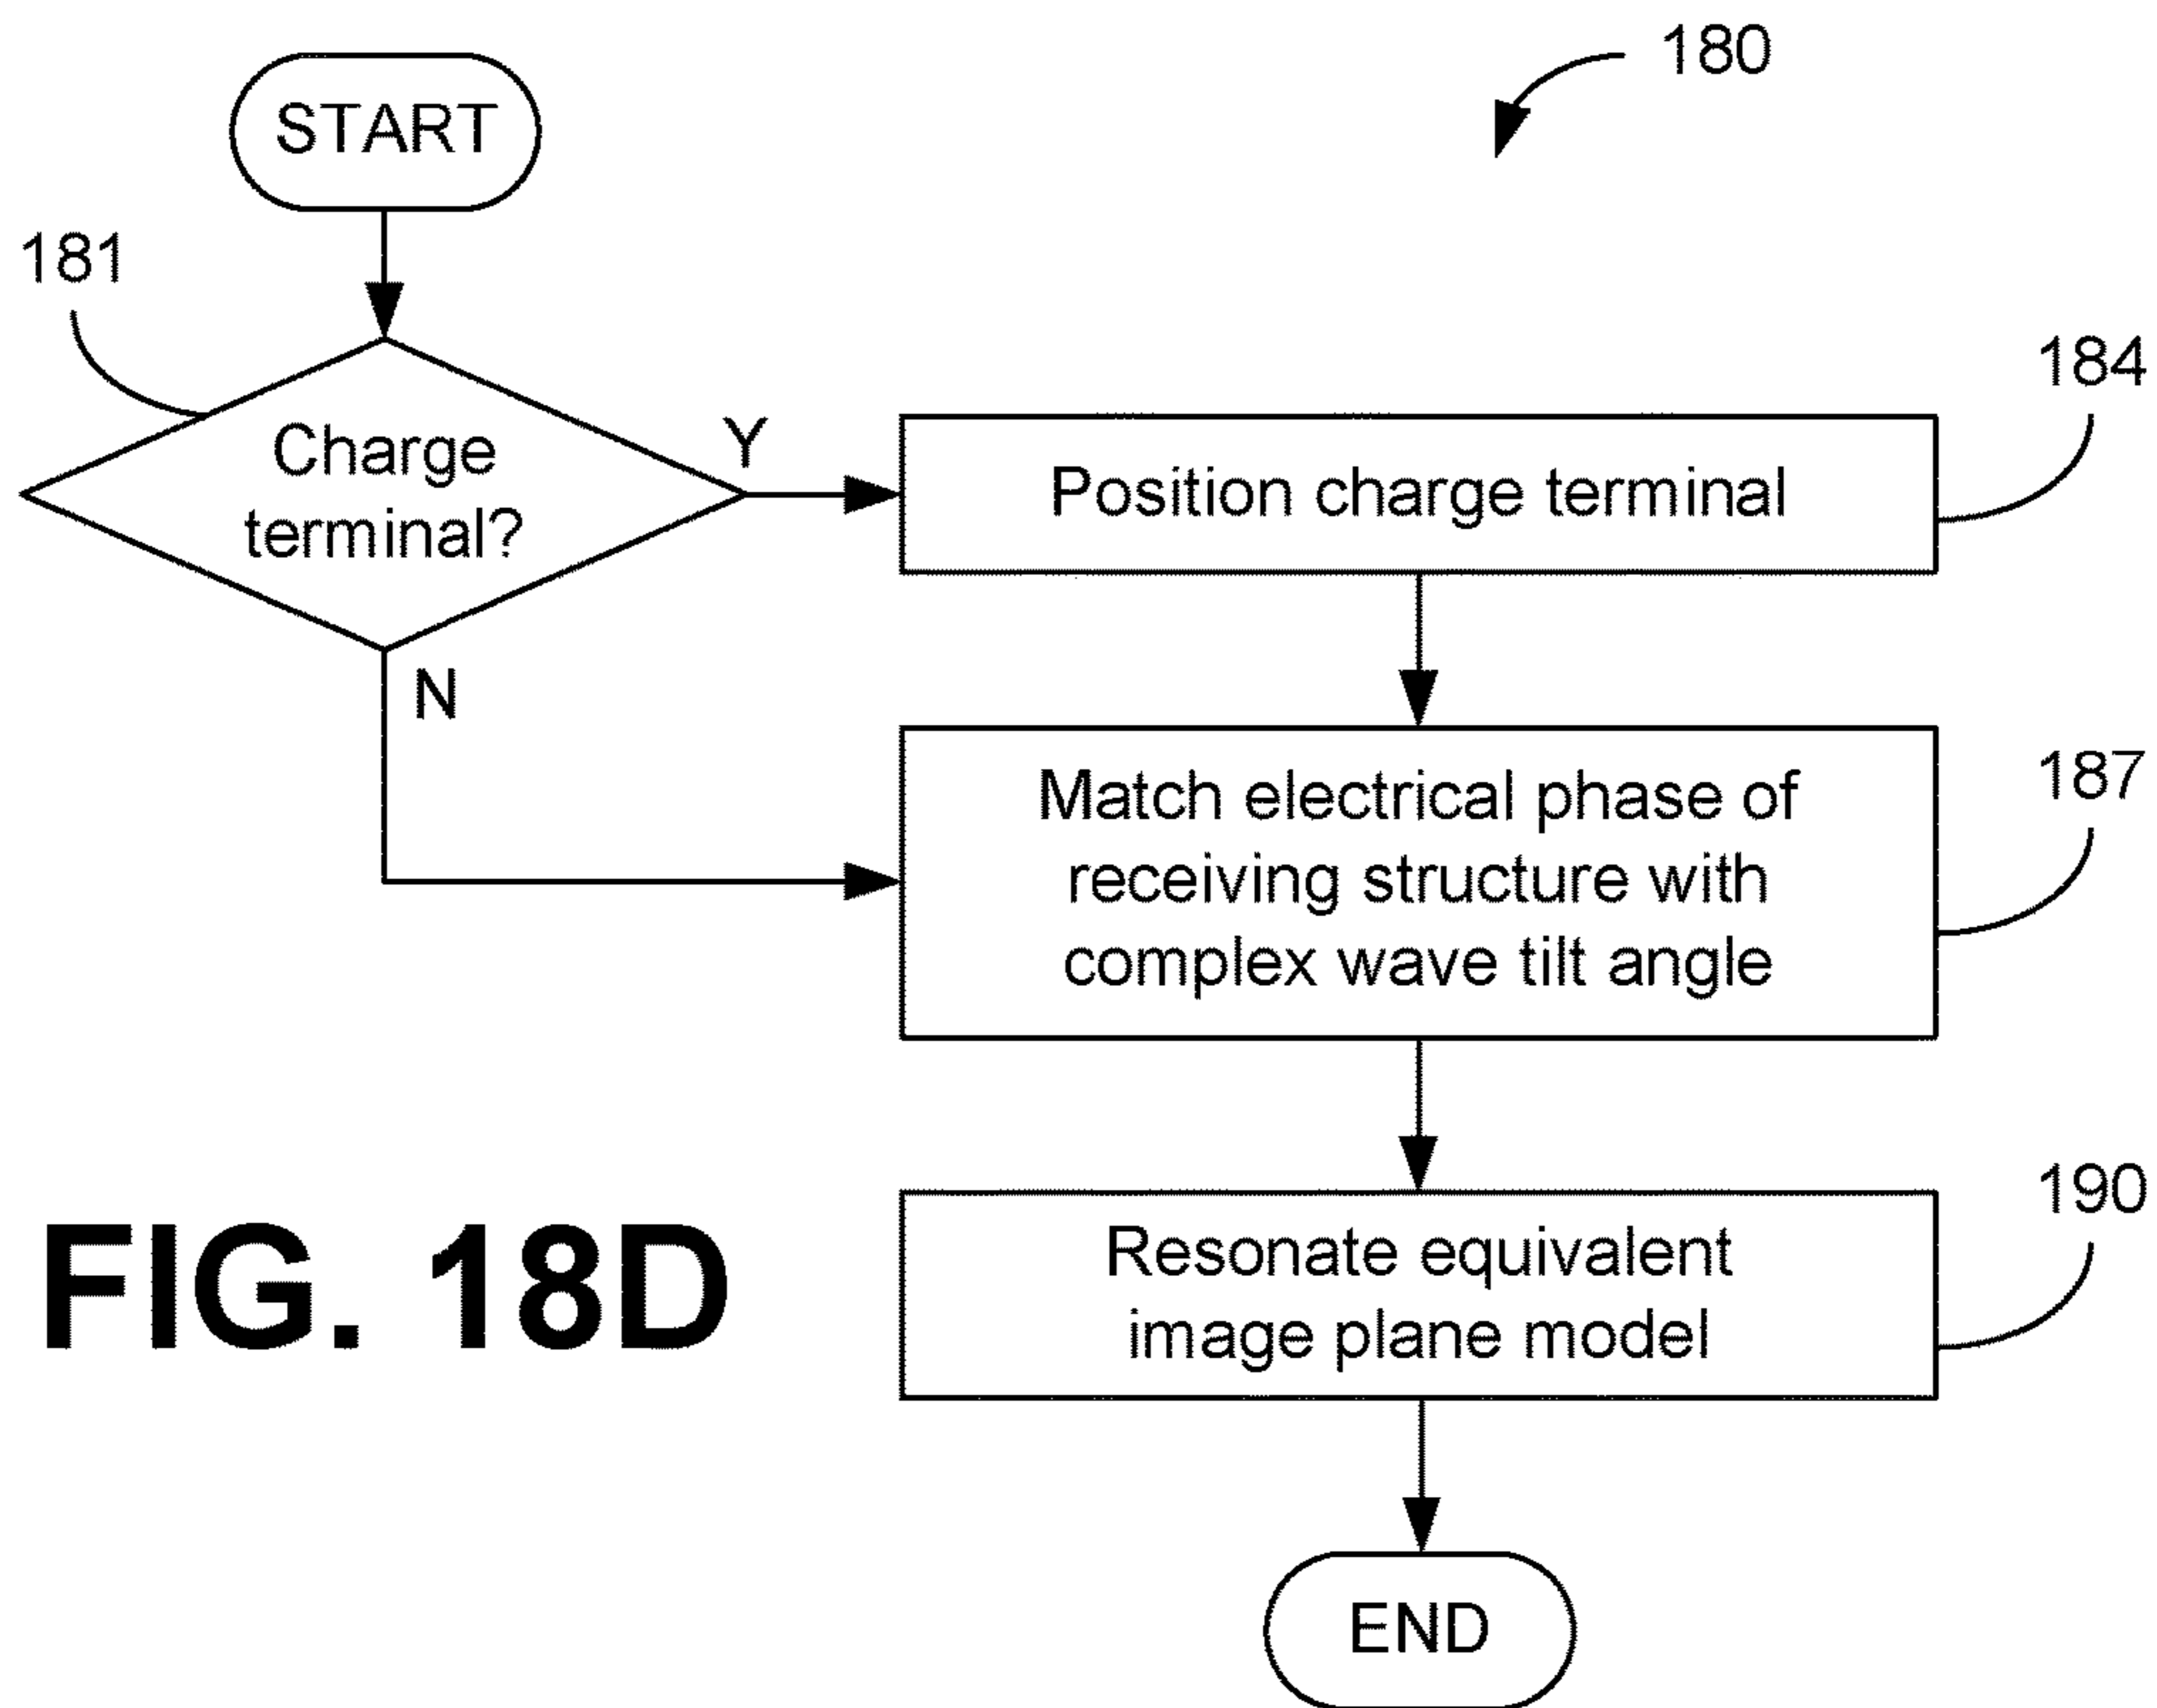 START
180
181
Charge
terminal?
Y
N
Position charge terminal
184
Match electrical phase of
receiving structure with
complex wave tilt angle
187
Resonate equivalent
image plane model
190
END
FIG. 18D